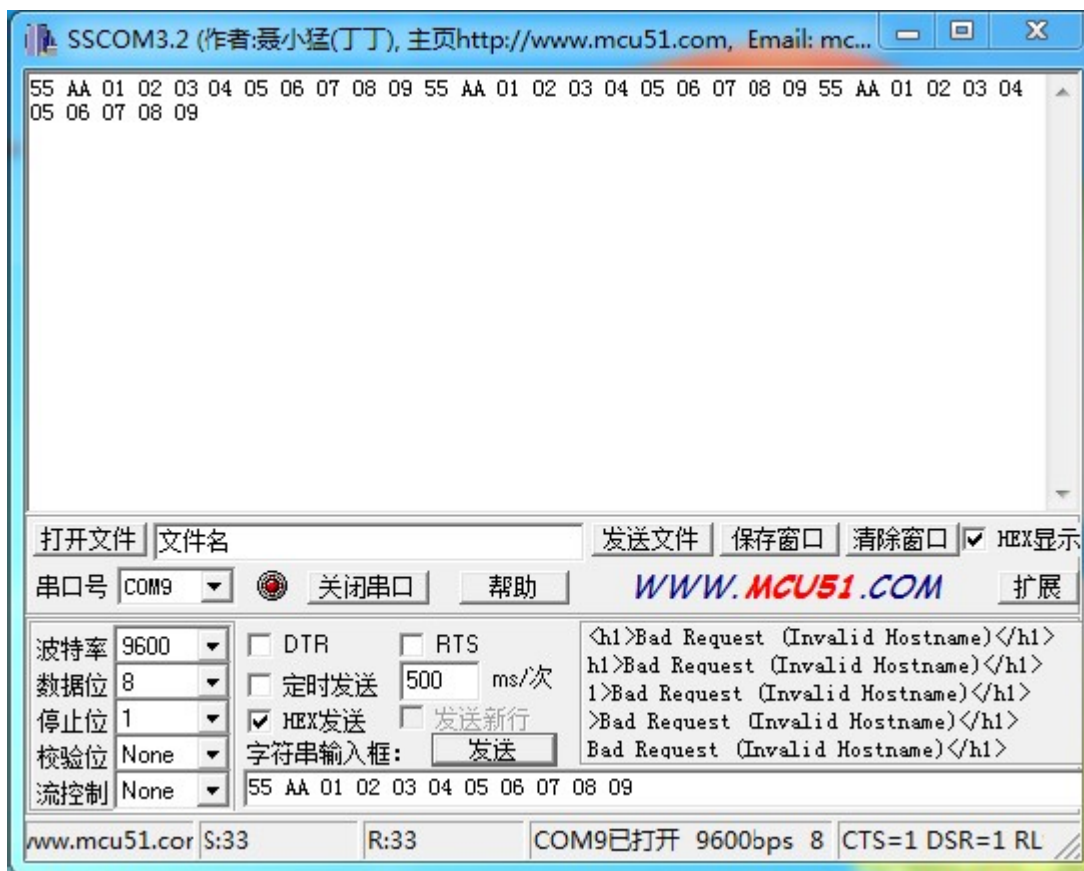 SSCOM3.2 (作者:聂小猛(丁丁), 主页http://www.mcu51.com, Email: mc...
55 AA 01 02 03 04 05 06 07 08 09 55 AA 01 02 03 04 05 06 07 08 09 55 AA 01 02 03 04
05 06 07 08 09
打开文件 文件名 发送文件 保存窗口 清除窗口 HEX显示
串口号 COM9 关闭串口 帮助 WWW.MCU51.COM 扩展
波特率 9600 DTR RTS
数据位 8 定时发送 500 ms/次
停止位 1 HEX发送 发送新行
校验位 None 字符串输入框: 发送
流控制 None 55 AA 01 02 03 04 05 06 07 08 09
<h1>Bad Request (Invalid Hostname)</h1>
h1>Bad Request (Invalid Hostname)</h1>
1>Bad Request (Invalid Hostname)</h1>
>Bad Request (Invalid Hostname)</h1>
Bad Request (Invalid Hostname)</h1>
www.mcu51.cor S:33 R:33 COM9已打开 9600bps 8 CTS=1 DSR=1 RL